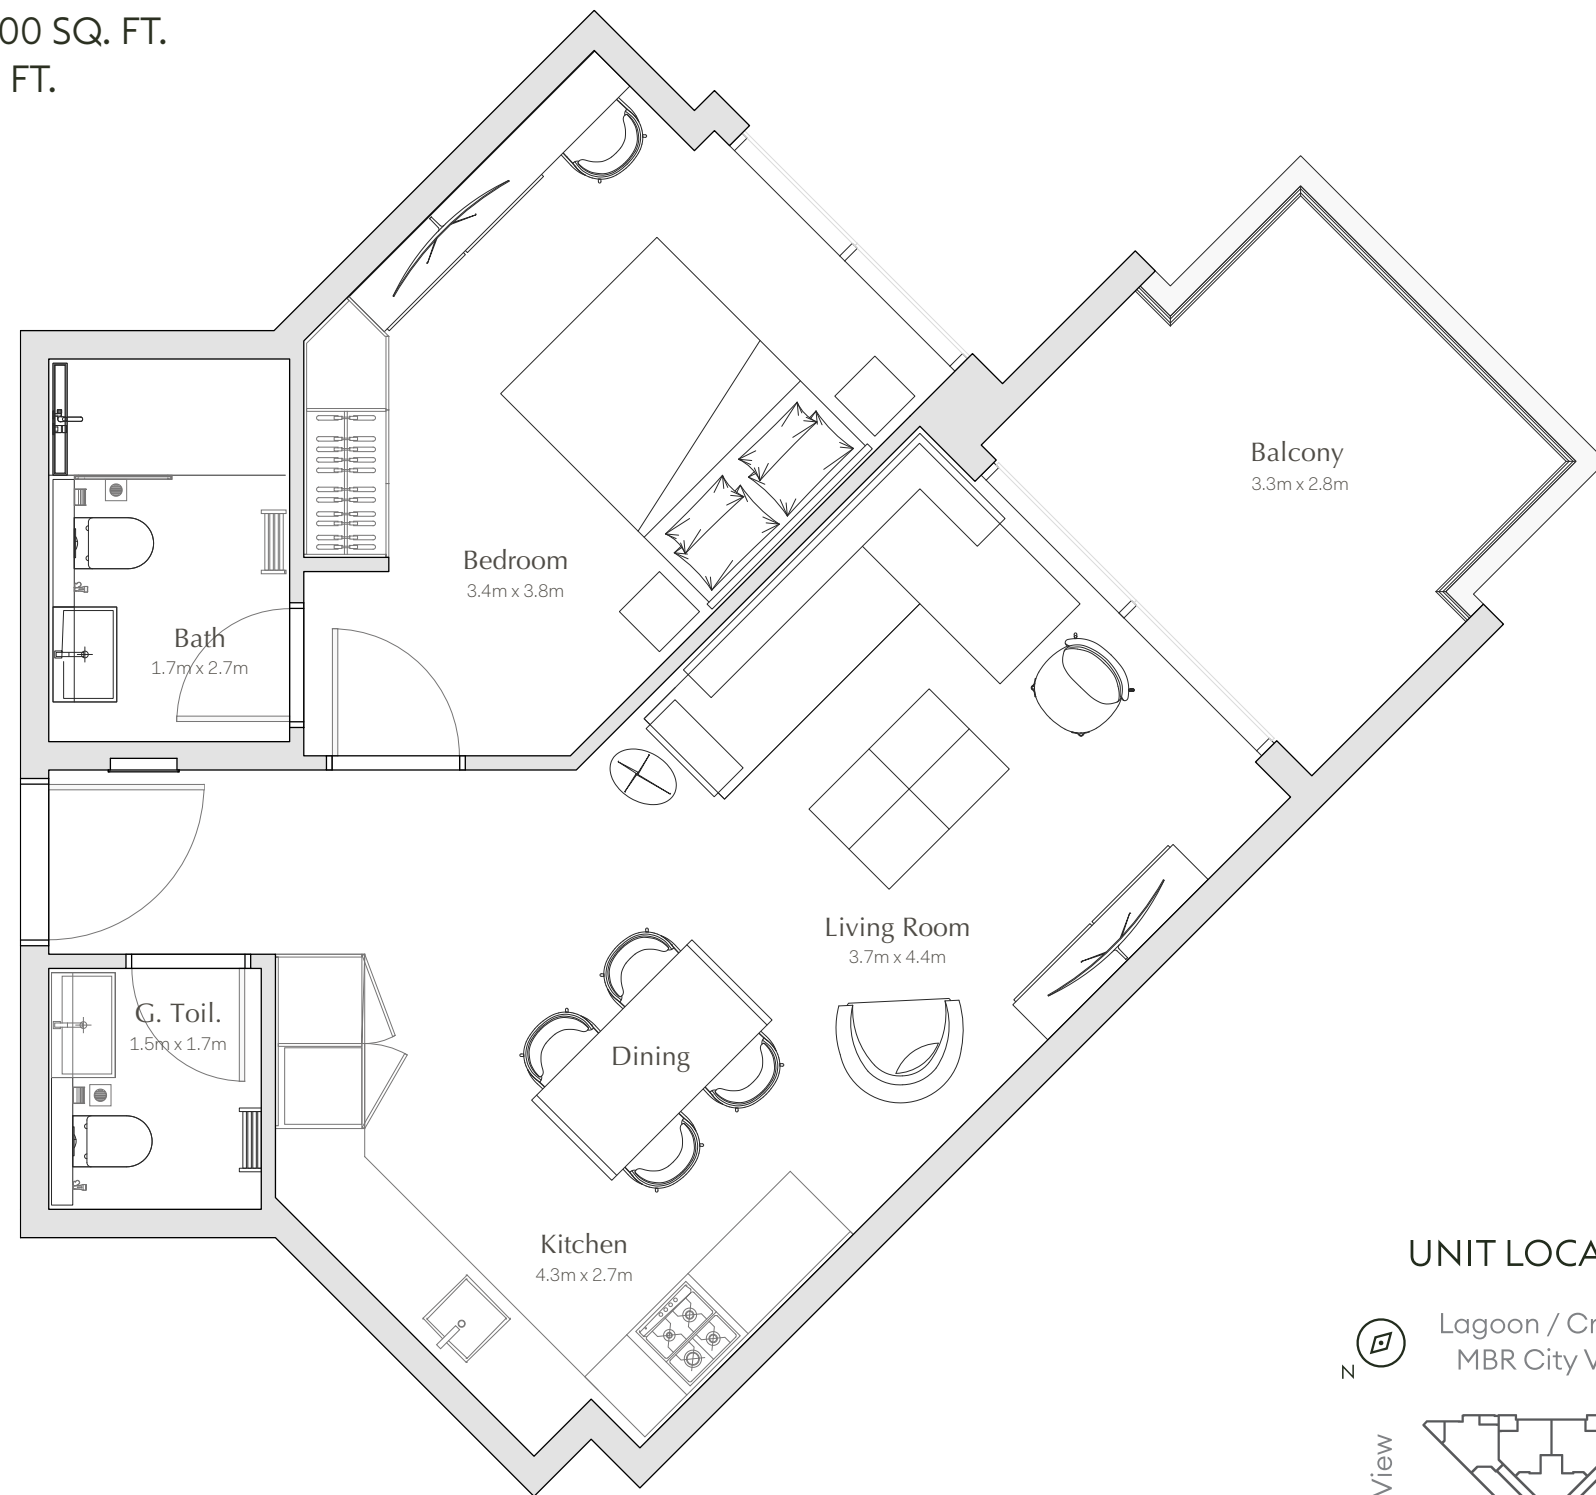 00 SQ. FT.
FT.
Balcony
3.3m x 2.8m
Bedroom
3.4m x 3.8m
Bath
1.7m x 2.7m
Living Room
3.7m x 4.4m
G. Toil.
1.5m x 1.7m
Dining
Kitchen
4.3m x 2.7m
UNIT LOCA
Lagoon / Cr
MBR City V
N
View